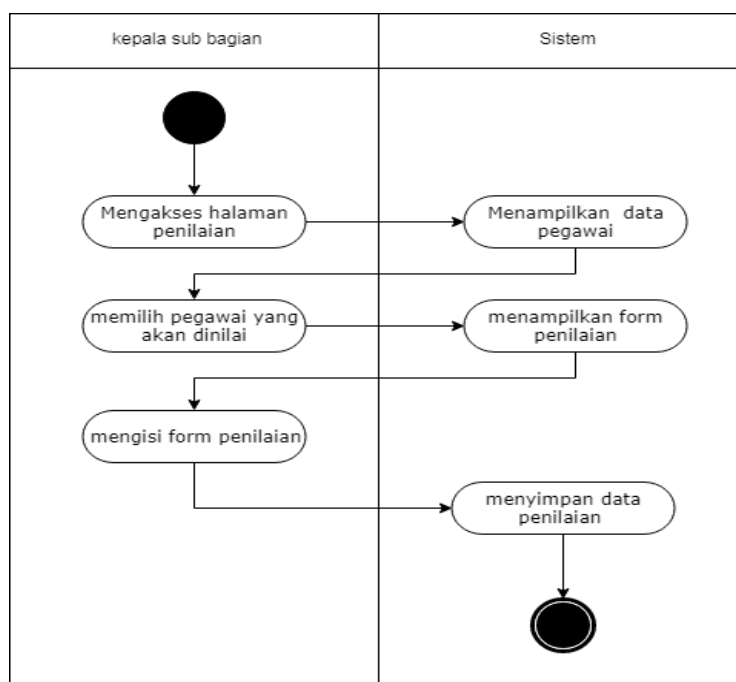 kepala sub bagian
Sistem
Mengakses halaman
penilaian
Menampilkan data
pegawai
memilih pegawai yang
akan dinilai
menampilkan form
penilaian
mengisi form penilaian
menyimpan data
penilaian